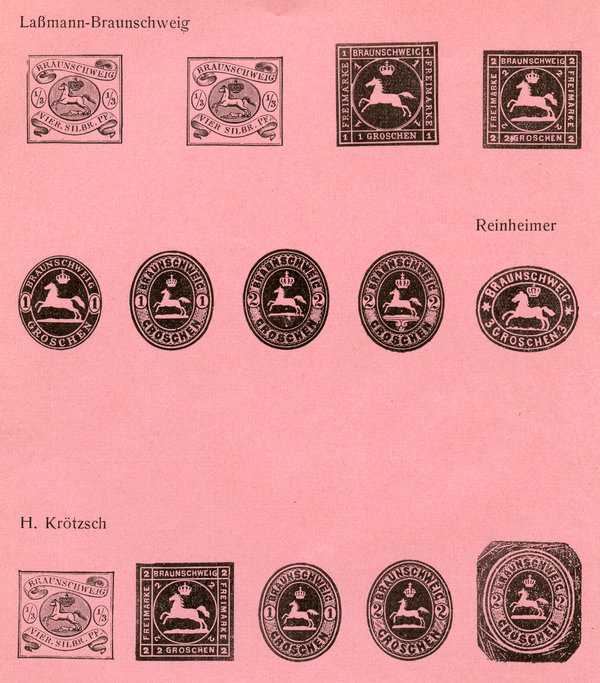 Laßmann-Braunschweig
BRAUNSCHWEIG
1/3 1/3
VIER. SILBR. PF.
BRAUNSCHWEIG
1/3 1/3
VIER. SILBR. PF.
1 BRAUNSCHWEIG 1
FREIMARKE FREIMARKE
1 1 GROSCHEN 1
2 BRAUNSCHWEIG 2
FREIMARKE FREIMARKE
2 2 GROSCHEN 2
Reinheimer
BRAUNSCHWEIG
1 1
GROSCHEN
BRAUNSCHWEIG
1 1
GROSCHEN
BRAUNSCHWEIG
2 2
GROSCHEN
BRAUNSCHWEIG
2 2
GROSCHEN
BRAUNSCHWEIG
3 GROSCHEN 3
H. Krötzsch
BRAUNSCHWEIG
1/3 1/3
VIER. SILBR. PF.
2 BRAUNSCHWEIG 2
FREIMARKE FREIMARKE
2 GROSCHEN 2
BRAUNSCHWEIG
1 1
GROSCHEN
BRAUNSCHWEIG
2 2
GROSCHEN
BRAUNSCHWEIG
2 2
GROSCHEN